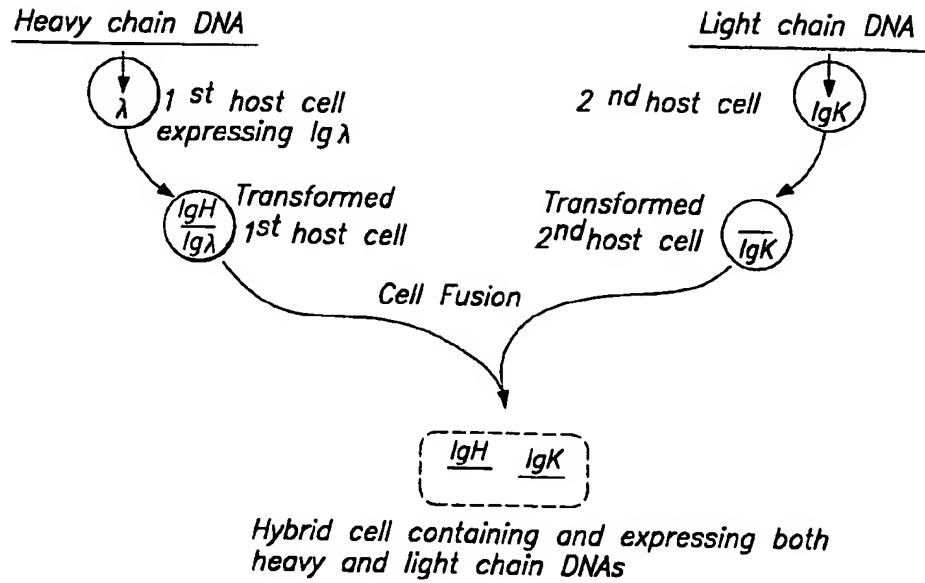 Heavy chain DNA
Light chain DNA
λ
1 st host cell
expressing Ig λ
2 nd host cell
IgK
IgH
Igλ
Transformed
1st host cell
Transformed
2nd host cell
IgK
Cell Fusion
IgH
IgK
Hybrid cell containing and expressing both
heavy and light chain DNAs